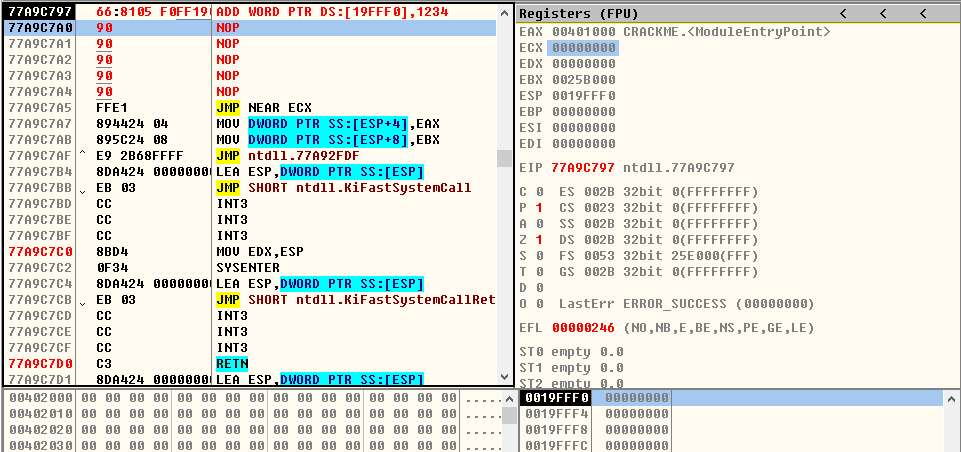 77A9C797 66:8105 F0FF19 ADD WORD PTR DS:[19FFF0],1234
77A9C7A0 90 NOP
77A9C7A1 90 NOP
77A9C7A2 90 NOP
77A9C7A3 90 NOP
77A9C7A4 90 NOP
77A9C7A5 FFE1 JMP NEAR ECX
77A9C7A7 894424 04 MOV DWORD PTR SS:[ESP+4],EAX
77A9C7AB 895C24 08 MOV DWORD PTR SS:[ESP+8],EBX
77A9C7AF ^ E9 2B68FFFF JMP ntdll.77A92FDF
77A9C7B4 8DA424 0000000 LEA ESP,DWORD PTR SS:[ESP]
77A9C7BB ˬ EB 03 JMP SHORT ntdll.KiFastSystemCall
77A9C7BD CC INT3
77A9C7BE CC INT3
77A9C7BF CC INT3
77A9C7C0 8BD4 MOV EDX,ESP
77A9C7C2 0F34 SYSENTER
77A9C7C4 8DA424 0000000 LEA ESP,DWORD PTR SS:[ESP]
77A9C7CB ˬ EB 03 JMP SHORT ntdll.KiFastSystemCallRet
77A9C7CD CC INT3
77A9C7CE CC INT3
77A9C7CF CC INT3
77A9C7D0 C3 RETN
77A9C7D1 8DA424 0000000 LEA ESP,DWORD PTR SS:[ESP]
Registers (FPU) < < <
EAX 00401000 CRACKME.<ModuleEntryPoint>
ECX 00000000
EDX 00000000
EBX 0025B000
ESP 0019FFF0
EBP 00000000
ESI 00000000
EDI 00000000
EIP 77A9C797 ntdll.77A9C797
C 0 ES 002B 32bit 0(FFFFFFFF)
P 1 CS 0023 32bit 0(FFFFFFFF)
A 0 SS 002B 32bit 0(FFFFFFFF)
Z 1 DS 002B 32bit 0(FFFFFFFF)
S 0 FS 0053 32bit 25E000(FFF)
T 0 GS 002B 32bit 0(FFFFFFFF)
D 0
O 0 LastErr ERROR_SUCCESS (00000000)
EFL 00000246 (NO,NB,E,BE,NS,PE,GE,LE)
ST0 empty 0.0
ST1 empty 0.0
ST2 empty 0.0
00402000 00 00 00 00 00 00 00 00 00 00 00 00 00 00 00 00 .....
00402010 00 00 00 00 00 00 00 00 00 00 00 00 00 00 00 00 .....
00402020 00 00 00 00 00 00 00 00 00 00 00 00 00 00 00 00 .....
00402030 00 00 00 00 00 00 00 00 00 00 00 00 00 00 00 00 .....
0019FFF0 00000000
0019FFF4 00000000
0019FFF8 00000000
0019FFFC 00000000